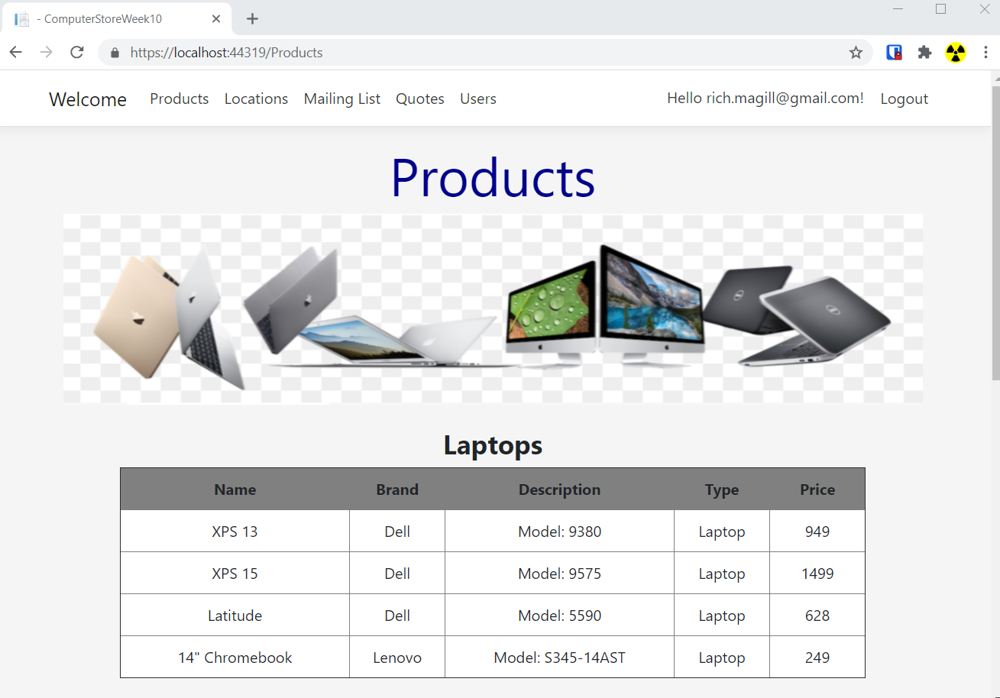 - ComputerStoreWeek10
https://localhost:44319/Products
Welcome Products Locations Mailing List Quotes Users Hello rich.magill@gmail.com! Logout
Products
Laptops
Name Brand Description Type Price
XPS 13 Dell Model: 9380 Laptop 949
XPS 15 Dell Model: 9575 Laptop 1499
Latitude Dell Model: 5590 Laptop 628
14" Chromebook Lenovo Model: S345-14AST Laptop 249